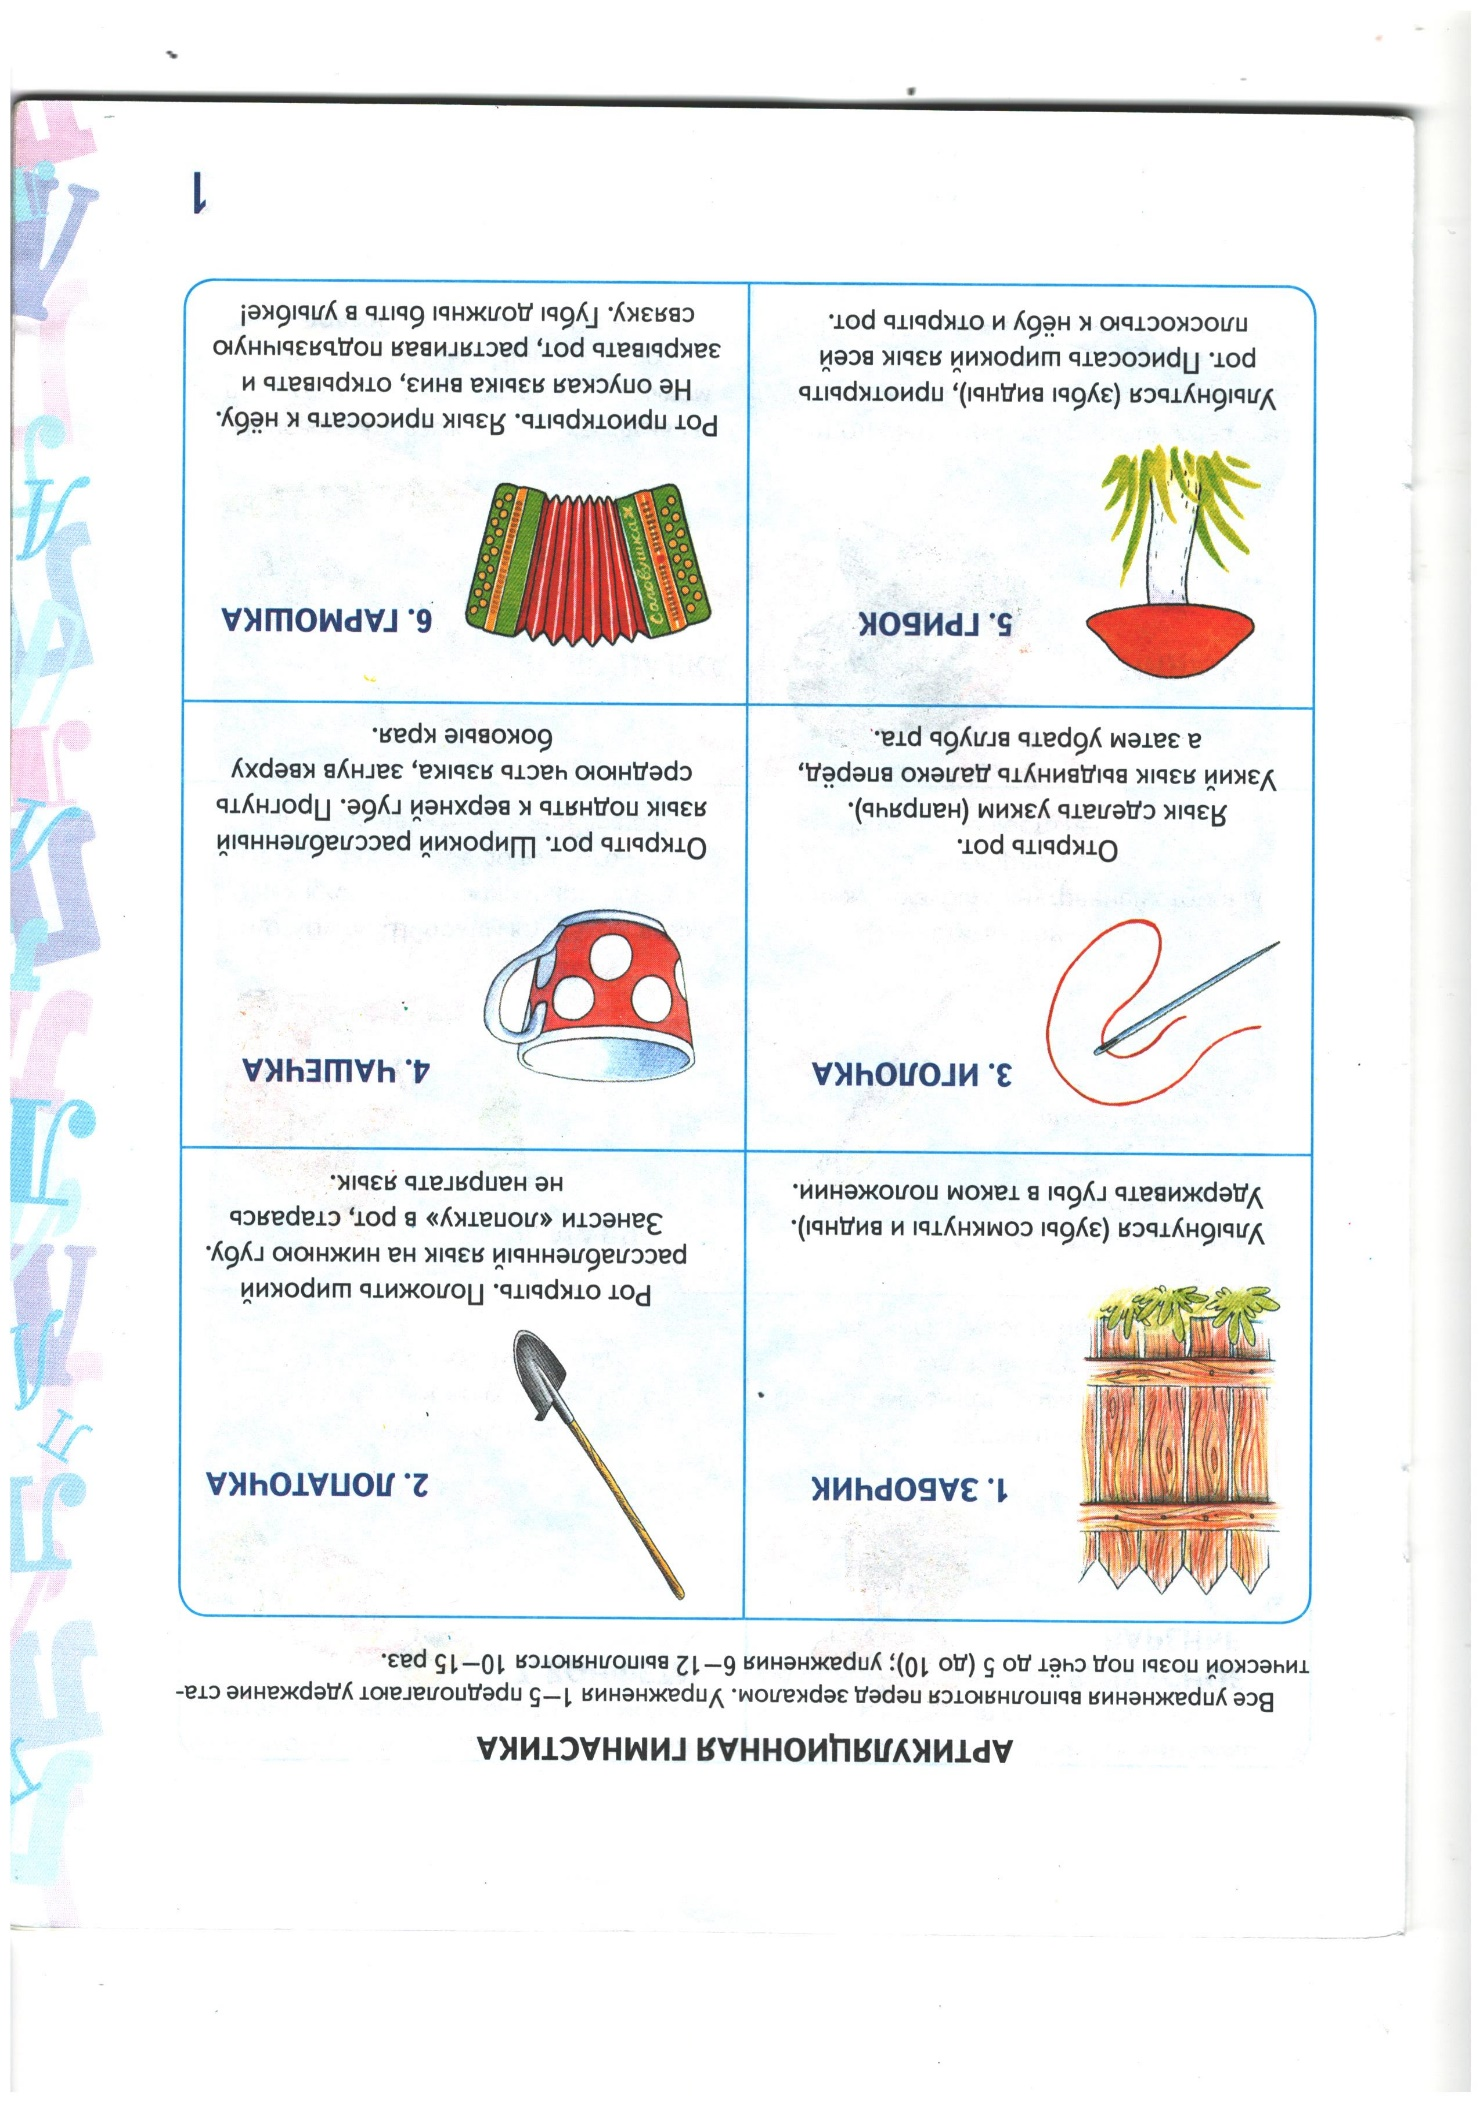 АРТИКУЛЯЦИОННАЯ ГИМНАСТИКА
Все упражнения выполняются перед зеркалом. Упражнения 1–5 предполагают удержание ста-
тической позы под счёт до 5 (до 10); упражнения 6–12 выполняются 10–15 раз.
1. ЗАБОРЧИК
Улыбнуться (зубы сомкнуты и видны).
Удерживать губы в таком положении.
2. ЛОПАТОЧКА
Рот открыть. Положить широкий
расслабленный язык на нижнюю губу.
Занести «лопатку» в рот, стараясь
не напрягать язык.
3. ИГОЛОЧКА
Открыть рот.
Язык сделать узким (напрячь).
Узкий язык выдвинуть далеко вперёд,
а затем убрать вглубь рта.
4. ЧАШЕЧКА
Открыть рот. Широкий расслабленный
язык поднять к верхней губе. Прогнуть
среднюю часть языка, загнув кверху
боковые края.
5. ГРИБОК
Улыбнуться (зубы видны), приоткрыть
рот. Присосать широкий язык всей
плоскостью к нёбу и открыть рот.
6. ГАРМОШКА
Соловушка
Рот приоткрыть. Язык присосать к нёбу.
Не опуская языка вниз, открывать и
закрывать рот, растягивая подъязычную
связку. Губы должны быть в улыбке!
1